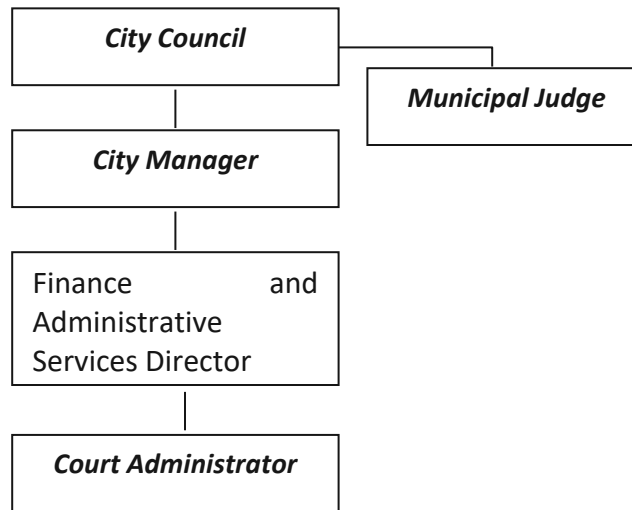 City Council
Municipal Judge
City Manager
Finance and
Administrative
Services Director
Court Administrator